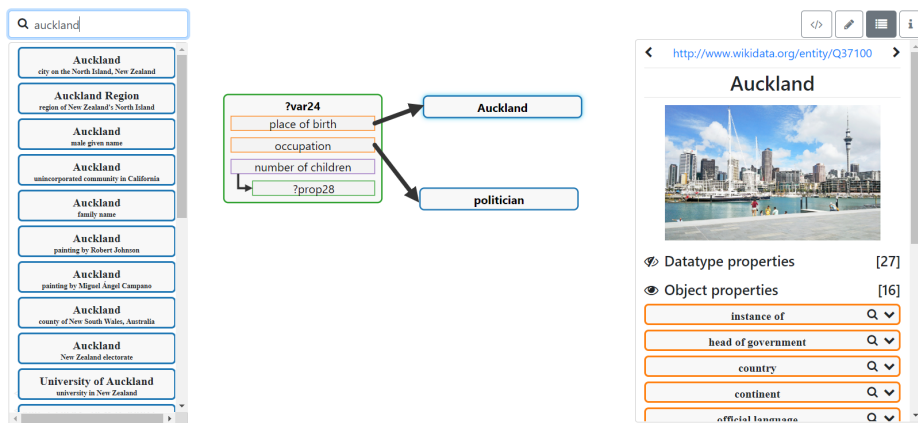 auckland
Auckland
city on the North Island, New Zealand
Auckland Region
region of New Zealand's North Island
Auckland
male given name
Auckland
unincorporated community in California
Auckland
family name
Auckland
painting by Robert Johnson
Auckland
painting by Miguel Ángel Campano
Auckland
county of New South Wales, Australia
Auckland
New Zealand electorate
University of Auckland
university in New Zealand
?var24
place of birth
occupation
number of children
?prop28
Auckland
politician
</>
i
http://www.wikidata.org/entity/Q37100
Auckland
Datatype properties [27]
Object properties [16]
instance of
head of government
country
continent
official language